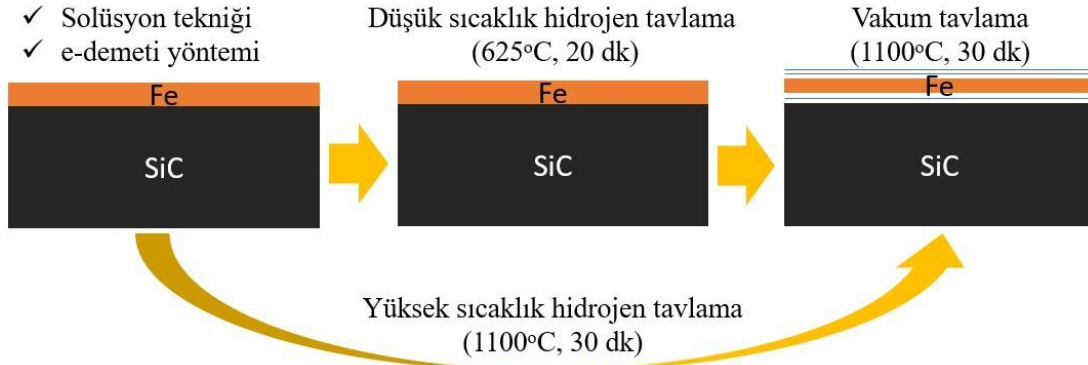 ✓ Solüsyon tekniği
✓ e-demeti yöntemi
Fe
SiC
Düşük sıcaklık hidrojen tavlama
(625°C, 20 dk)
Fe
SiC
Vakum tavlama
(1100°C, 30 dk)
Fe
SiC
Yüksek sıcaklık hidrojen tavlama
(1100°C, 30 dk)